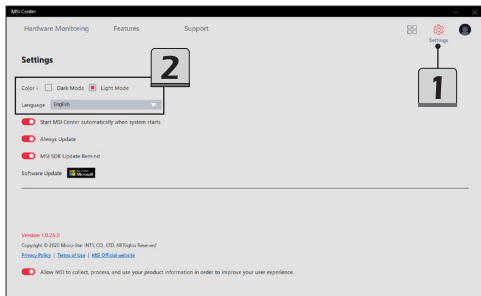 MSI Center
Hardware Monitoring Features Support
Settings
Settings
2
1
Color : Dark Mode Light Mode
Language English
Start MSI Center automatically when system starts
Always Update
MSI SDK Update Remind
Software Update Microsoft
Version 1.0.25.0
Copyright © 2020 Micro-Star INT'L CO., LTD. All Rights Reserved
Privacy Policy | Terms of Use | MSI Official website
Allow MSI to collect, process, and use your product information in order to improve your user experience.